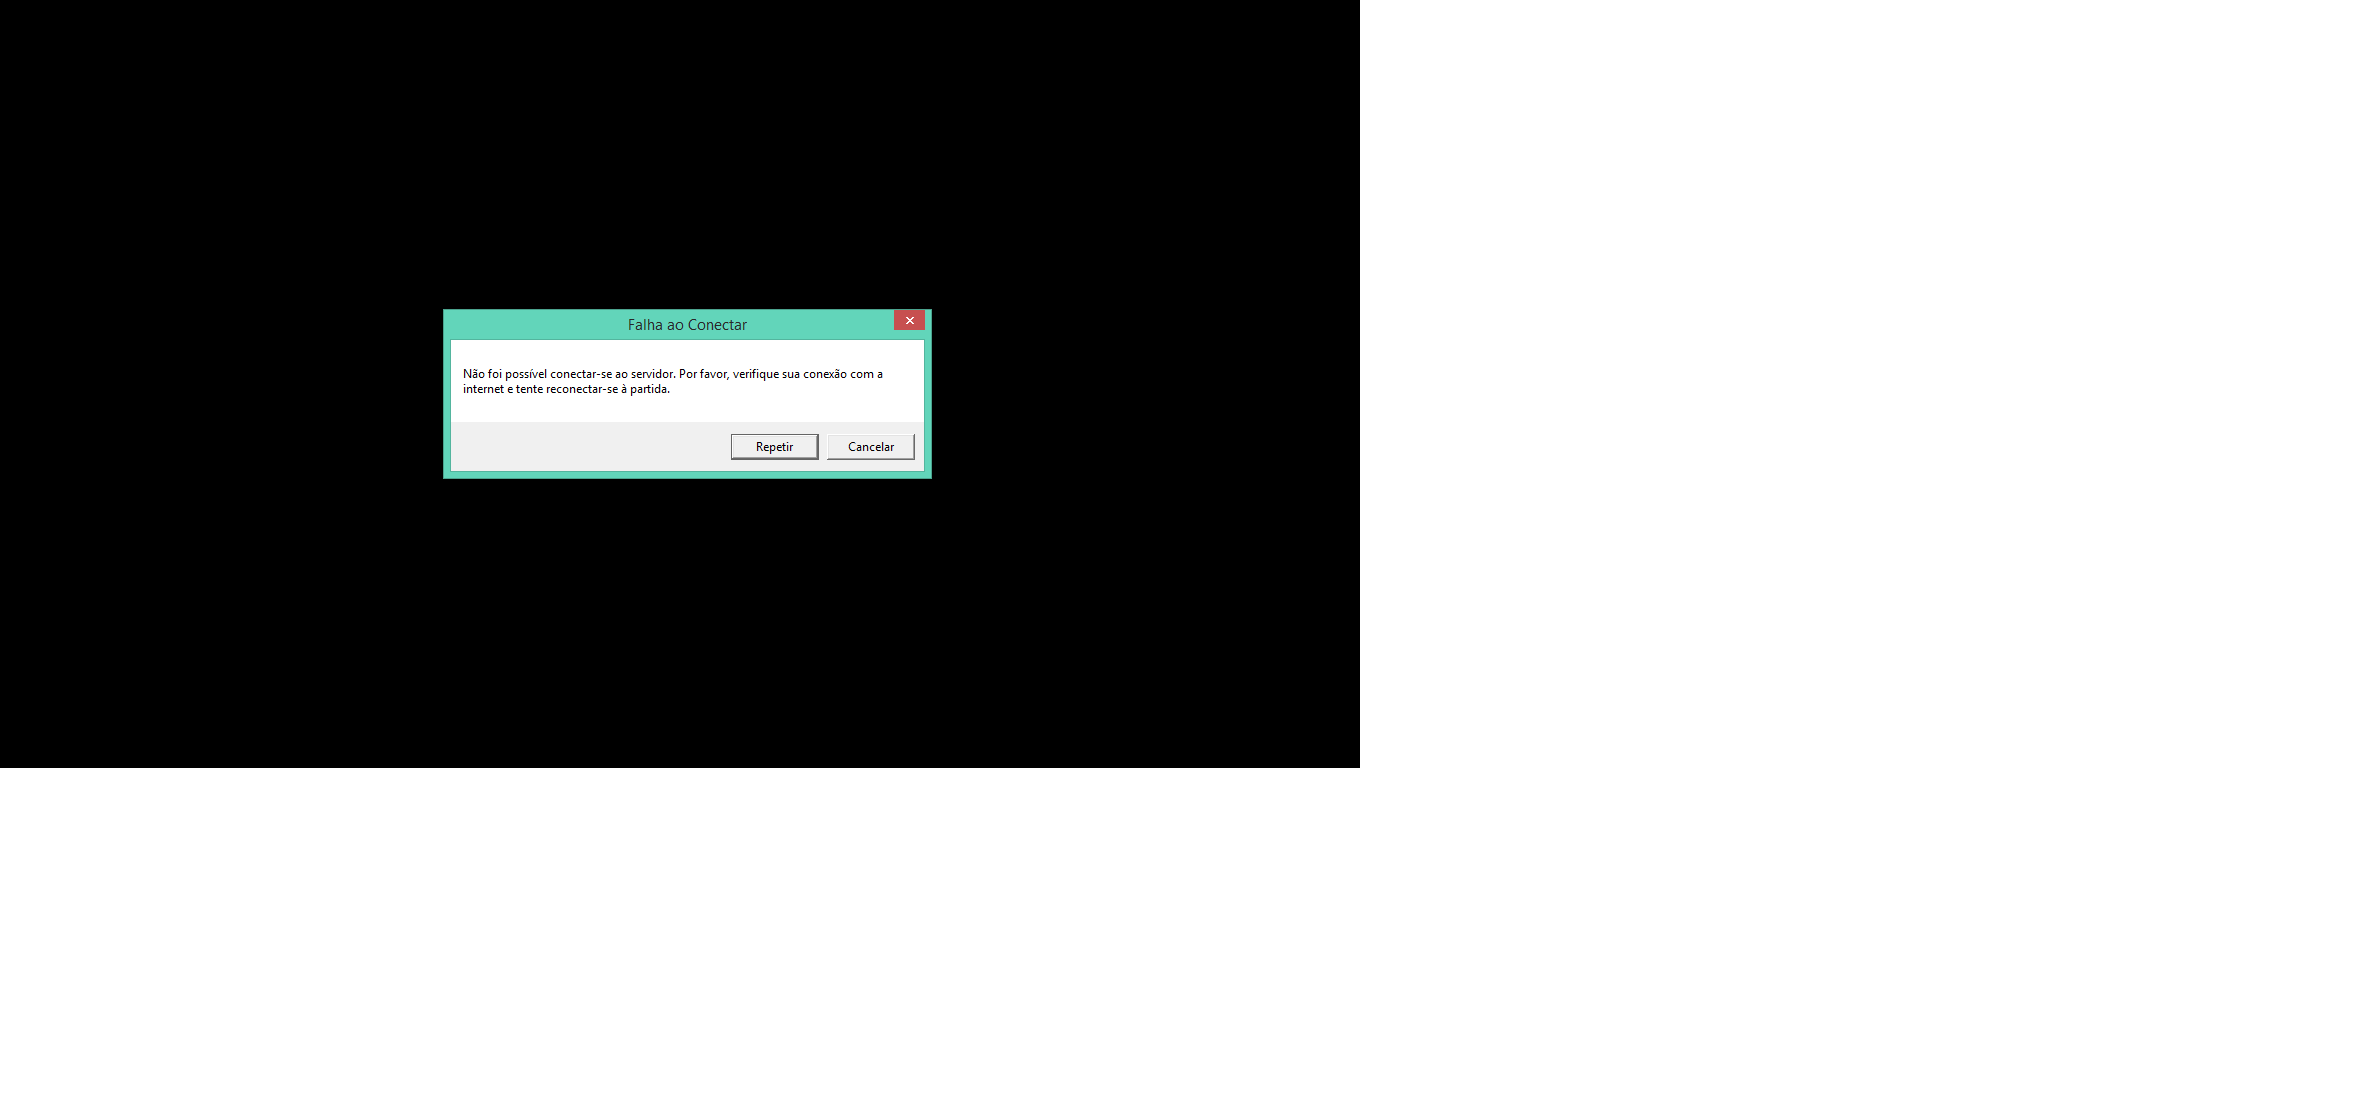 Falha ao Conectar
Não foi possível conectar-se ao servidor. Por favor, verifique sua conexão com a
internet e tente reconectar-se à partida.
Repetir
Cancelar